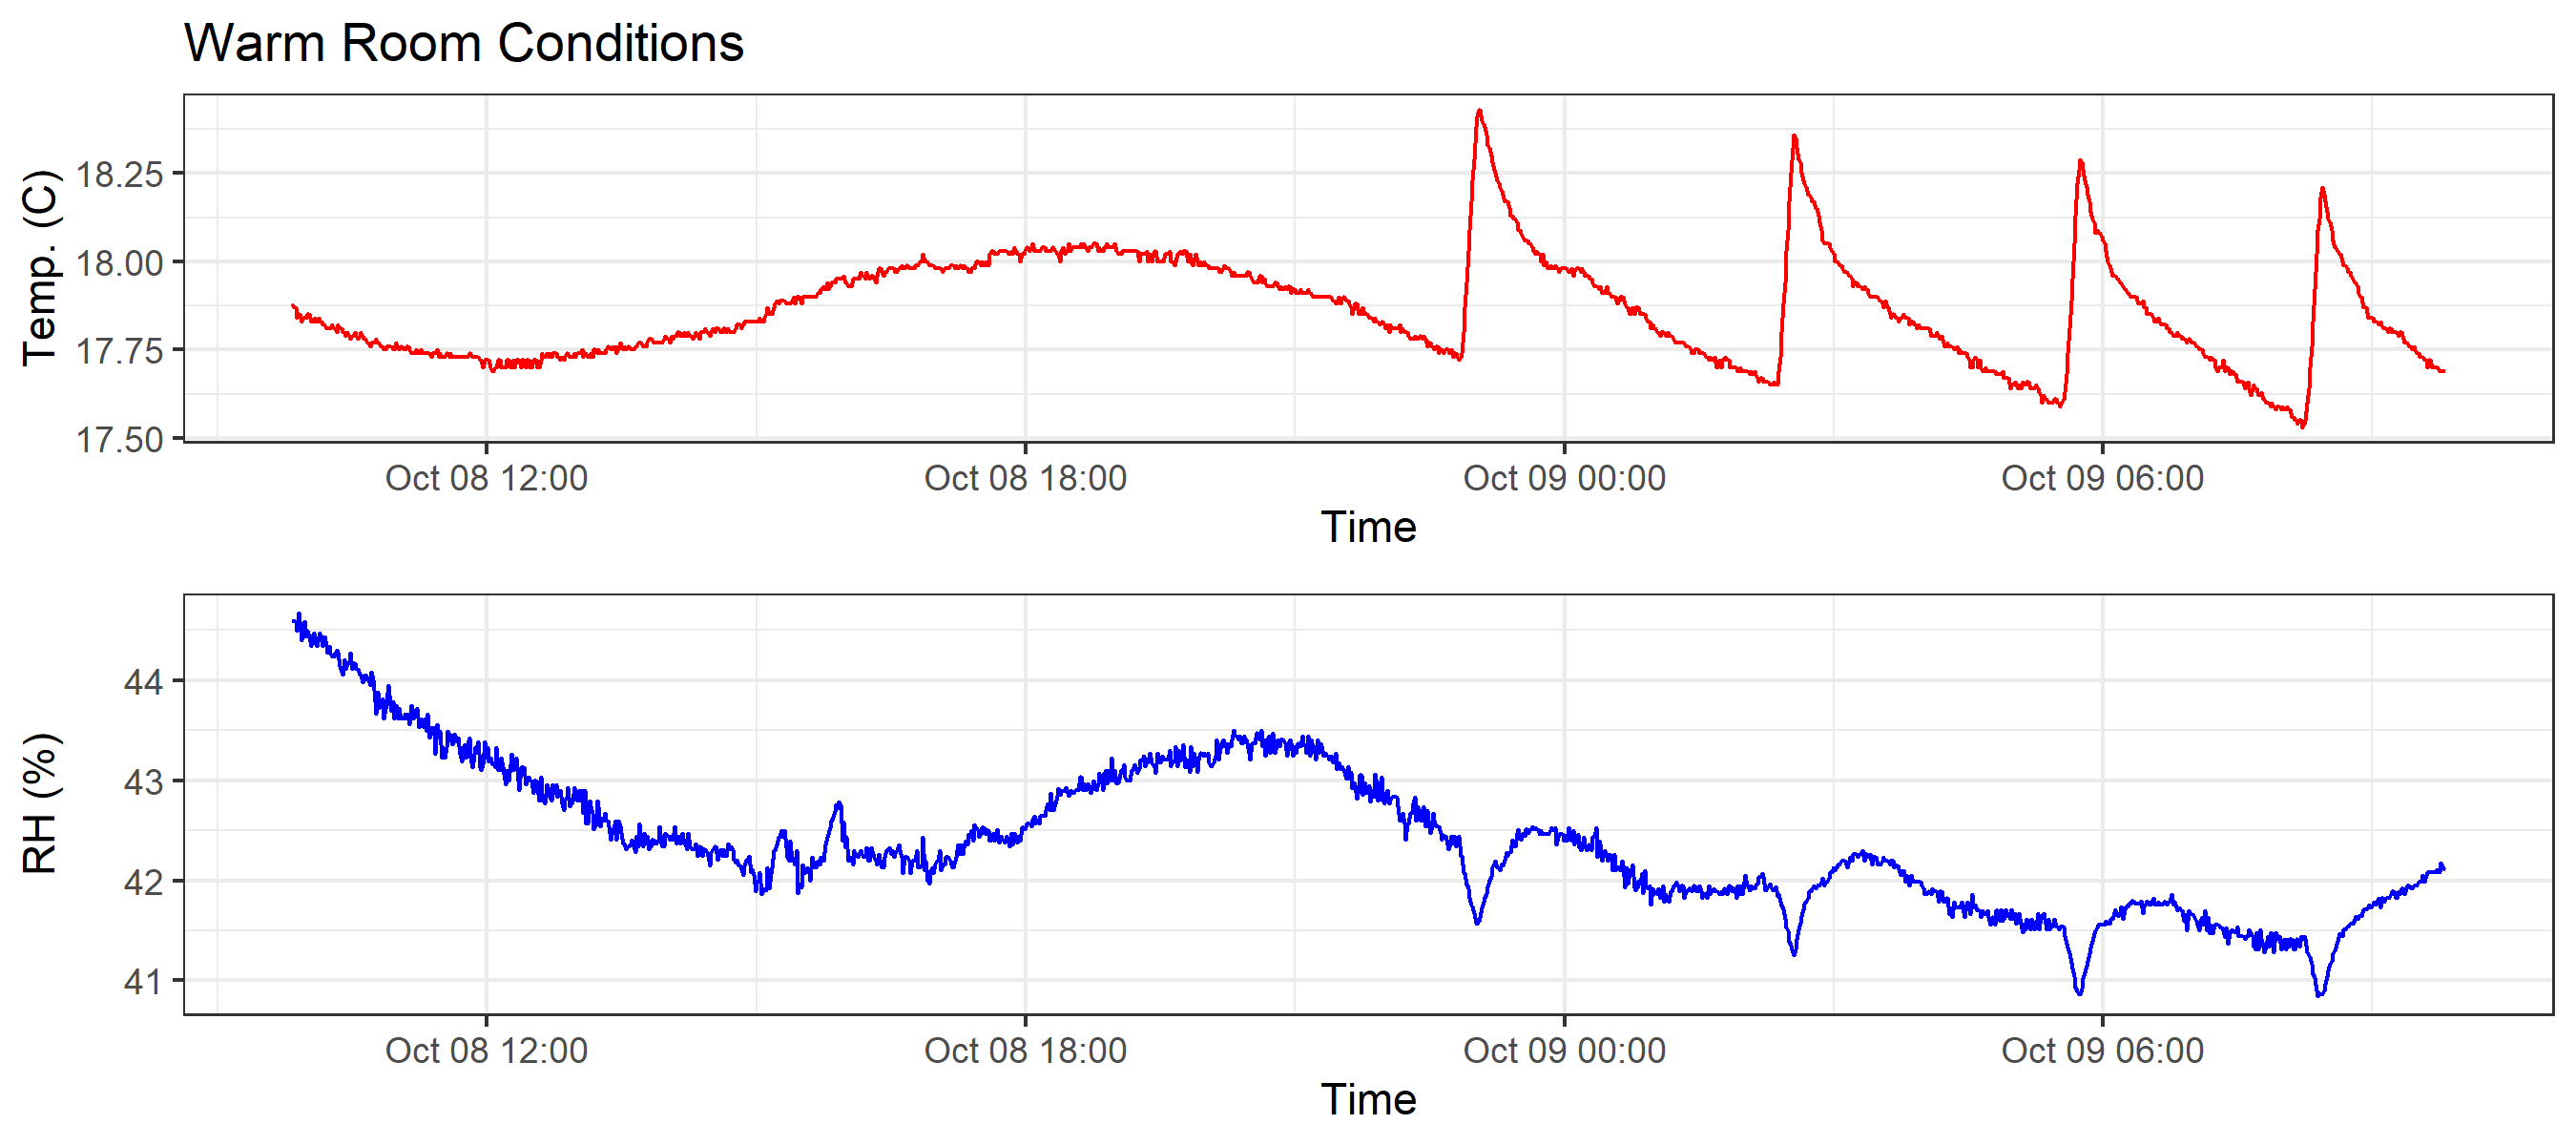 Warm Room Conditions
Temp. (C)
18.25
18.00
17.75
17.50
Oct 08 12:00 Oct 08 18:00 Oct 09 00:00 Oct 09 06:00
Time
RH (%)
44
43
42
41
Oct 08 12:00 Oct 08 18:00 Oct 09 00:00 Oct 09 06:00
Time